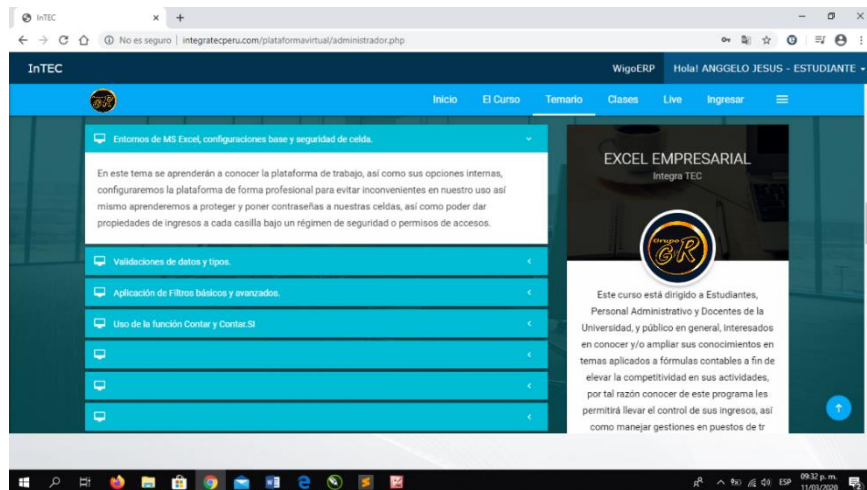 InTEC
No es seguro | integratecperu.com/plataformavirtual/administrador.php
InTEC
WigoERP
Hola! ANGGELO JESUS - ESTUDIANTE
Inicio El Curso Temario Clases Live Ingresar
Entornos de MS Excel, configuraciones base y seguridad de celda.
En este tema se aprenderán a conocer la plataforma de trabajo, así como sus opciones internas,
configuraremos la plataforma de forma profesional para evitar inconvenientes en nuestro uso así
mismo aprenderemos a proteger y poner contraseñas a nuestras celdas, así como poder dar
propiedades de ingresos a cada casilla bajo un régimen de seguridad o permisos de accesos.
Validaciones de datos y tipos.
Aplicación de Filtros básicos y avanzados.
Uso de la función Contar y Contar.SI
EXCEL EMPRESARIAL
Integra TEC
Grupo
GR
Este curso está dirigido a Estudiantes,
Personal Administrativo y Docentes de la
Universidad, y público en general, interesados
en conocer y/o ampliar sus conocimientos en
temas aplicados a fórmulas contables a fin de
elevar la competitividad en sus actividades,
por tal razón conocer de este programa les
permitirá llevar el control de sus ingresos, así
como manejar gestiones en puestos de tr
ESP
09:32 p. m.
11/03/2020